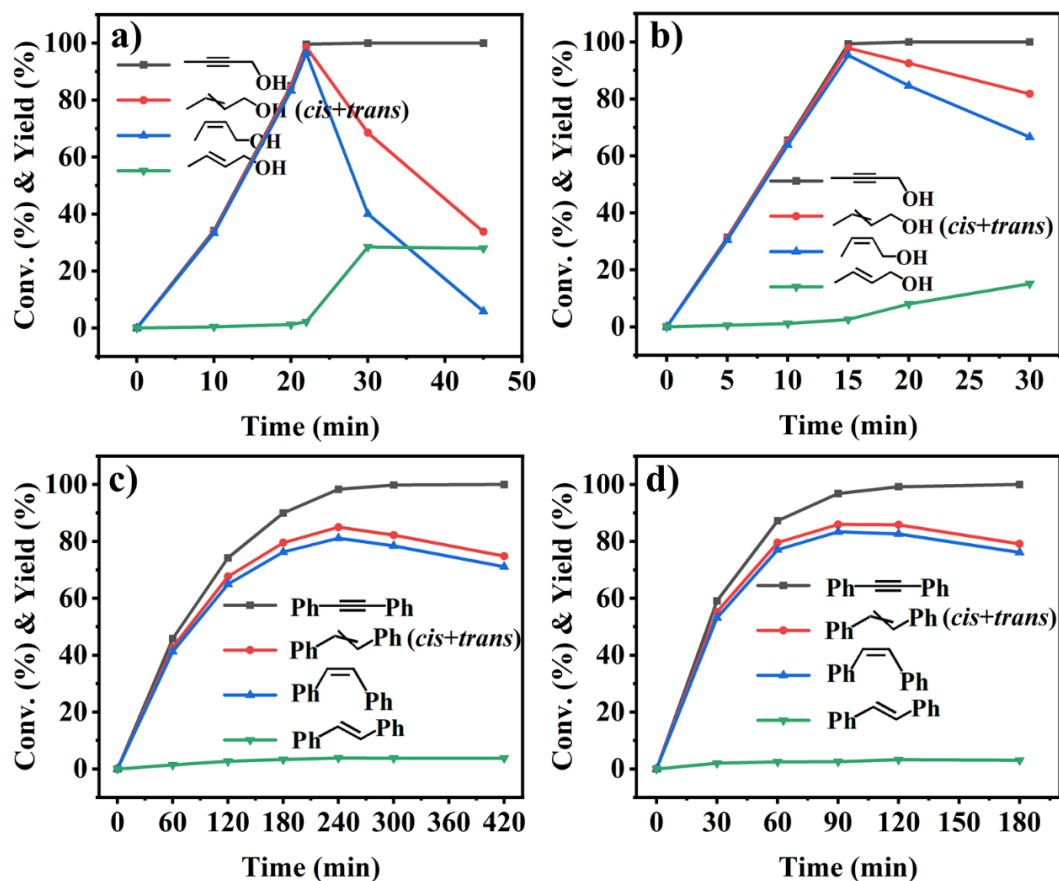 a)
Conv. (%) & Yield (%)
100
80
60
40
20
0
OH
OH (cis+trans)
OH
OH
0 10 20 30 40 50
Time (min)
b)
Conv. (%) & Yield (%)
100
80
60
40
20
0
OH
OH (cis+trans)
OH
OH
0 5 10 15 20 25 30
Time (min)
c)
Conv. (%) & Yield (%)
100
80
60
40
20
0
Ph Ph
Ph Ph (cis+trans)
Ph Ph
Ph Ph
0 60 120 180 240 300 360 420
Time (min)
d)
Conv. (%) & Yield (%)
100
80
60
40
20
0
Ph Ph
Ph Ph (cis+trans)
Ph Ph
Ph Ph
0 30 60 90 120 150 180
Time (min)